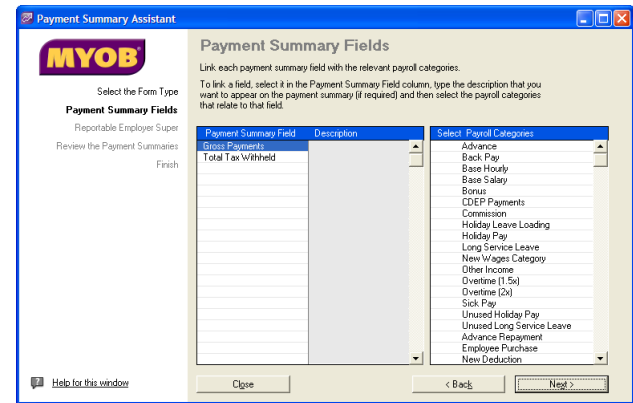 Payment Summary Assistant
MYOB
Select the Form Type
Payment Summary Fields
Reportable Employer Super
Review the Payment Summaries
Finish
Payment Summary Fields
Link each payment summary field with the relevant payroll categories.
To link a field, select it in the Payment Summary Field column, type the description that you
want to appear on the payment summary (if required) and then select the payroll categories
that relate to that field.
Payment Summary Field Description
Gross Payments
Total Tax Withheld
Select Payroll Categories
Advance
Back Pay
Base Hourly
Base Salary
Bonus
CDEP Payments
Commission
Holiday Leave Loading
Holiday Pay
Long Service Leave
New Wages Category
Other Income
Overtime (1.5x)
Overtime (2x)
Sick Pay
Unused Holiday Pay
Unused Long Service Leave
Advance Repayment
Employee Purchase
New Deduction
Help for this window
Close
< Back
Next >